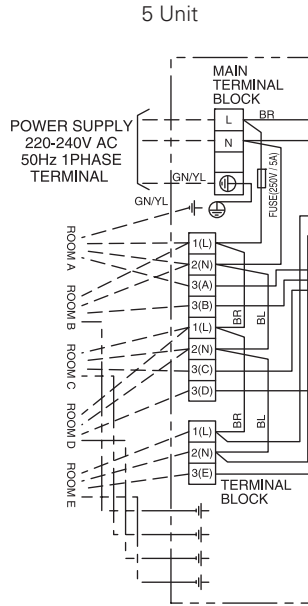 5 Unit
MAIN
TERMINAL
BLOCK
POWER SUPPLY
220-240V AC
50Hz 1PHASE
TERMINAL
L
BR
N
GN/YL
GN/YL
FUSE(250V / 5A)
ROOM A
ROOM B
ROOM C
ROOM D
ROOM E
1(L)
2(N)
3(A)
3(B)
1(L)
2(N)
3(C)
3(D)
BR
BL
BR
BL
1(L)
2(N)
3(E)
TERMINAL
BLOCK